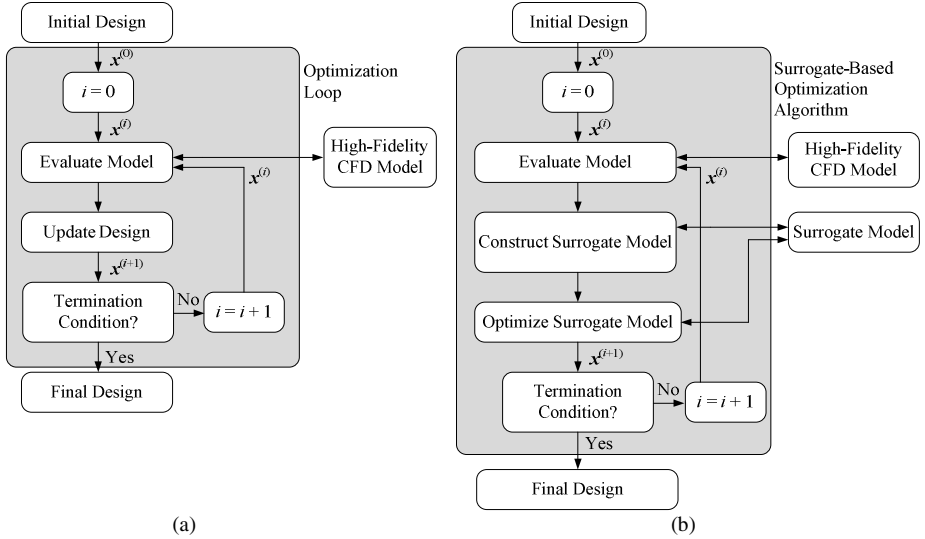 Initial Design
x(0)
i = 0
x(i)
Evaluate Model
Update Design
x(i+1)
Termination
Condition?
No
i = i + 1
x(i)
Yes
Final Design
Optimization
Loop
High-Fidelity
CFD Model
(a)
Initial Design
x(0)
i = 0
x(i)
Evaluate Model
Construct Surrogate Model
Optimize Surrogate Model
x(i+1)
Termination
Condition?
No
i = i + 1
x(i)
Yes
Final Design
Surrogate-Based
Optimization
Algorithm
High-Fidelity
CFD Model
Surrogate Model
(b)